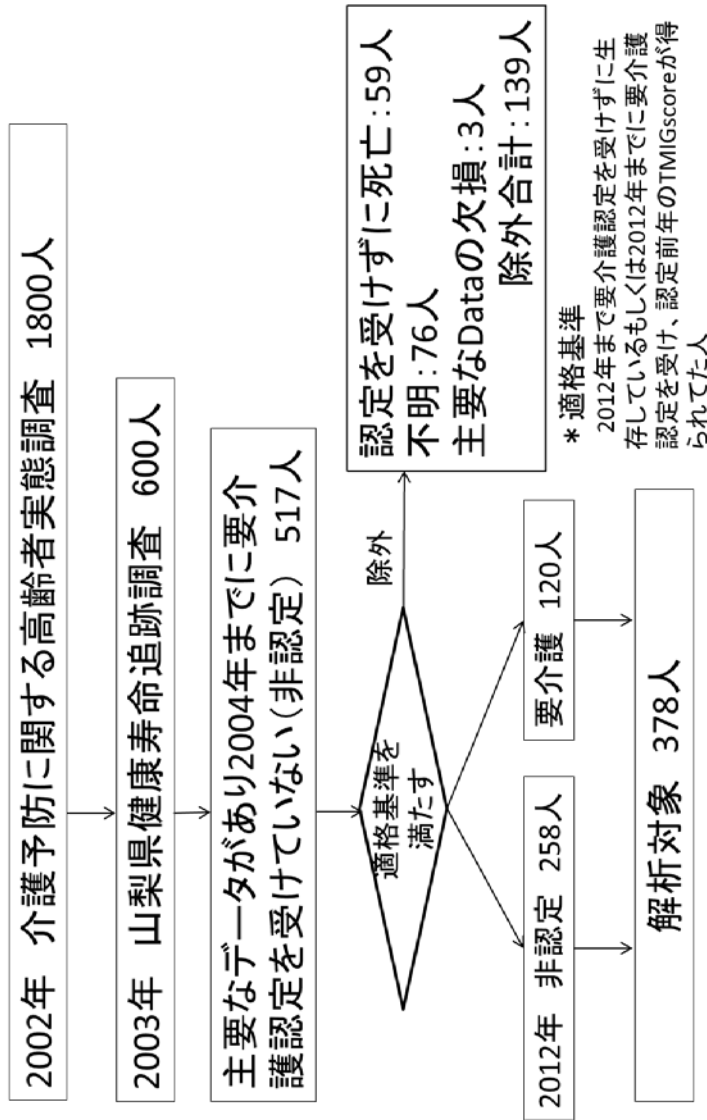 2002年 介護予防に関する高齢者実態調査 1800人
2003年 山梨県健康寿命追跡調査 600人
主要なデータがあり2004年までに要介
護認定を受けていない(非認定) 517人
適格基準を
満たす
除外
認定を受けずに死亡:59人
不明:76人
主要なDataの欠損:3人
除外合計:139人
＊適格基準
2012年まで要介護認定を受けずに生
存しているもしくは2012年までに要介護
認定を受け、認定前年のTMIGscoreが得
られてた人
2012年 非認定 258人
要介護 120人
解析対象 378人